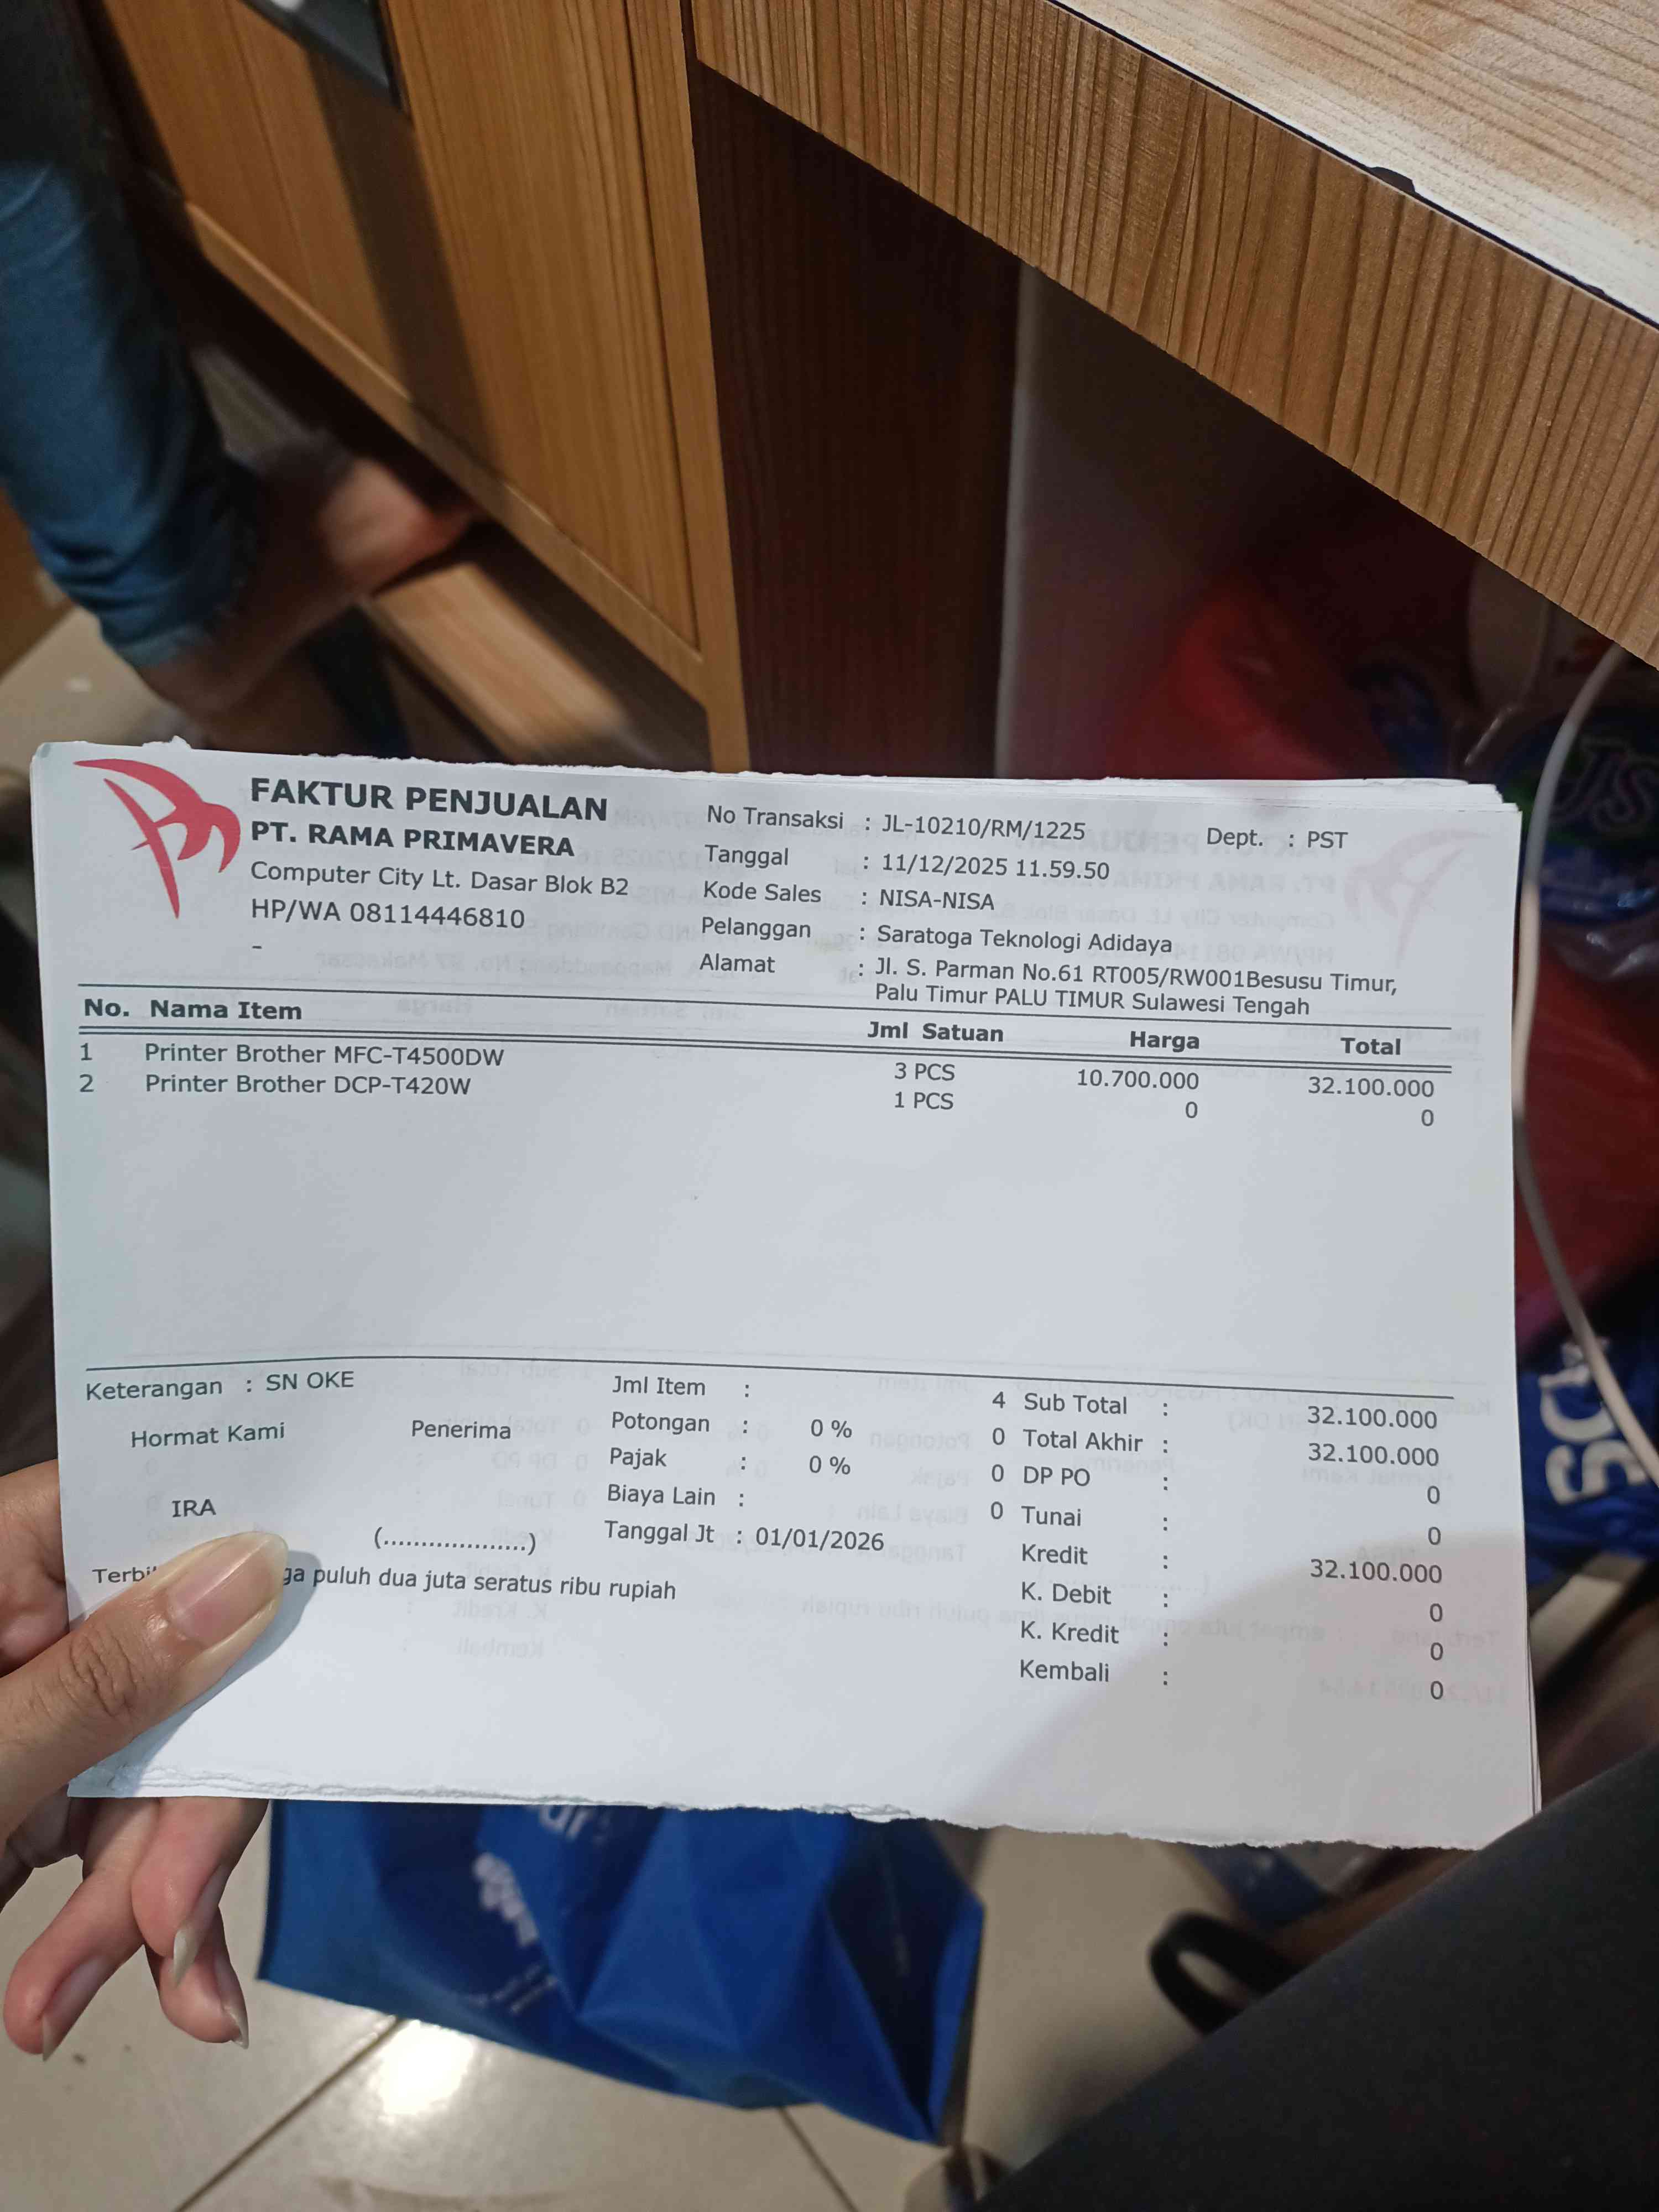 FAKTUR PENJUALAN
PT. RAMA PRIMAVERA
Computer City Lt. Dasar Blok B2
HP/WA 08114446810
-
No Transaksi : JL-10210/RM/1225 Dept. : PST
Tanggal : 11/12/2025 11.59.50
Kode Sales : NISA-NISA
Pelanggan : Saratoga Teknologi Adidaya
Alamat : Jl. S. Parman No.61 RT005/RW001Besusu Timur,
Palu Timur PALU TIMUR Sulawesi Tengah
No. Nama Item Jml Satuan Harga Total
1 Printer Brother MFC-T4500DW 3 PCS 10.700.000 32.100.000
2 Printer Brother DCP-T420W 1 PCS 0 0
Keterangan : SN OKE
Hormat Kami Penerima
IRA
(....................)
Jml Item : 4
Potongan : 0 % 0
Pajak : 0 % 0
Biaya Lain : 0
Tanggal Jt : 01/01/2026
Sub Total : 32.100.000
Total Akhir : 32.100.000
DP PO : 0
Tunai : 0
Kredit : 32.100.000
K. Debit : 0
K. Kredit : 0
Kembali : 0
puluh dua juta seratus ribu rupiah